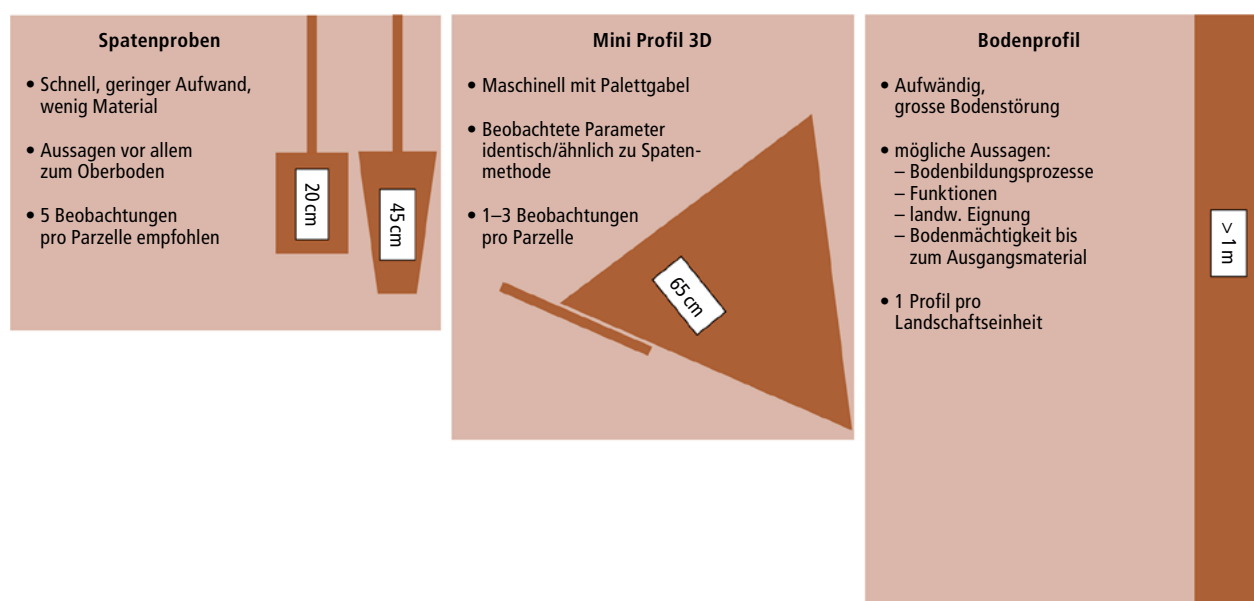 Spatenproben
• Schnell, geringer Aufwand,
wenig Material
• Aussagen vor allem
zum Oberboden
• 5 Beobachtungen
pro Parzelle empfohlen
20 cm
45 cm
Mini Profil 3D
• Maschinell mit Palettgabel
• Beobachtete Parameter
identisch/ähnlich zu Spaten-
methode
• 1–3 Beobachtungen
pro Parzelle
65 cm
Bodenprofil
• Aufwändig,
grosse Bodenstörung
• mögliche Aussagen:
– Bodenbildungsprozesse
– Funktionen
– landw. Eignung
– Bodenmächtigkeit bis
zum Ausgangsmaterial
• 1 Profil pro
Landschaftseinheit
> 1 m